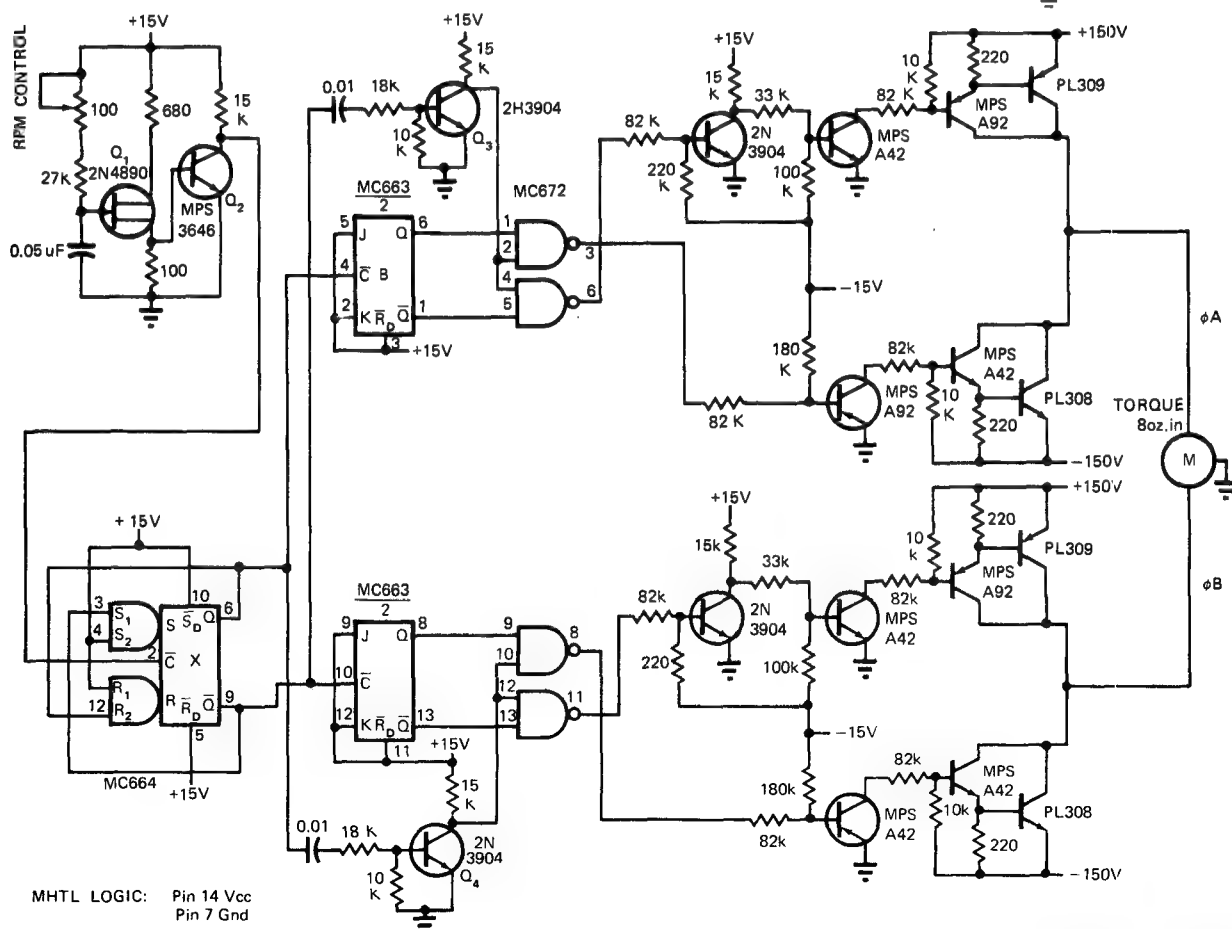 RPM CONTROL
+15V
100
680
15 K
27k
Q1
2N4890
MPS 3646
Q2
0.05uF
100
+15V
15 K
0.01
18k
2H3904
10 K
Q3
MC663
2
5 J Q 6
4 C̅ B
2 K R̅D Q̅ 1
3
+15V
MC672
1
2
3
4
5
6
+15V
15 K
33 K
82 K
2N 3904
220 K
100 K
MPS A42
-15V
180 K
82 K
MPS A92
+150V
10 K
220
82 K
MPS A92
PL309
82k
MPS A42
10 K
220
PL308
-150V
ϕA
TORQUE
8oz.in
M
ϕB
+ 15V
10
3 S1 S S̅D Q 6
4 S2
2 C̅ X
R1 R R̅D Q̅ 9
12 R2
5
MC664
+15V
MC663
2
9 J Q 8
10 C̅
12 K R̅D Q̅ 13
11
+15V
15 K
0.01
18 K
2N 3904
10 K
Q4
9
10
8
12
13
11
+15V
15k
33k
82k
2N 3904
220
100k
MPS A42
-15V
180k
82k
MPS A42
+150V
10 k
220
82k
MPS A92
PL309
82k
MPS A42
10k
220
PL308
-150V
MHTL LOGIC: Pin 14 Vcc
Pin 7 Gnd